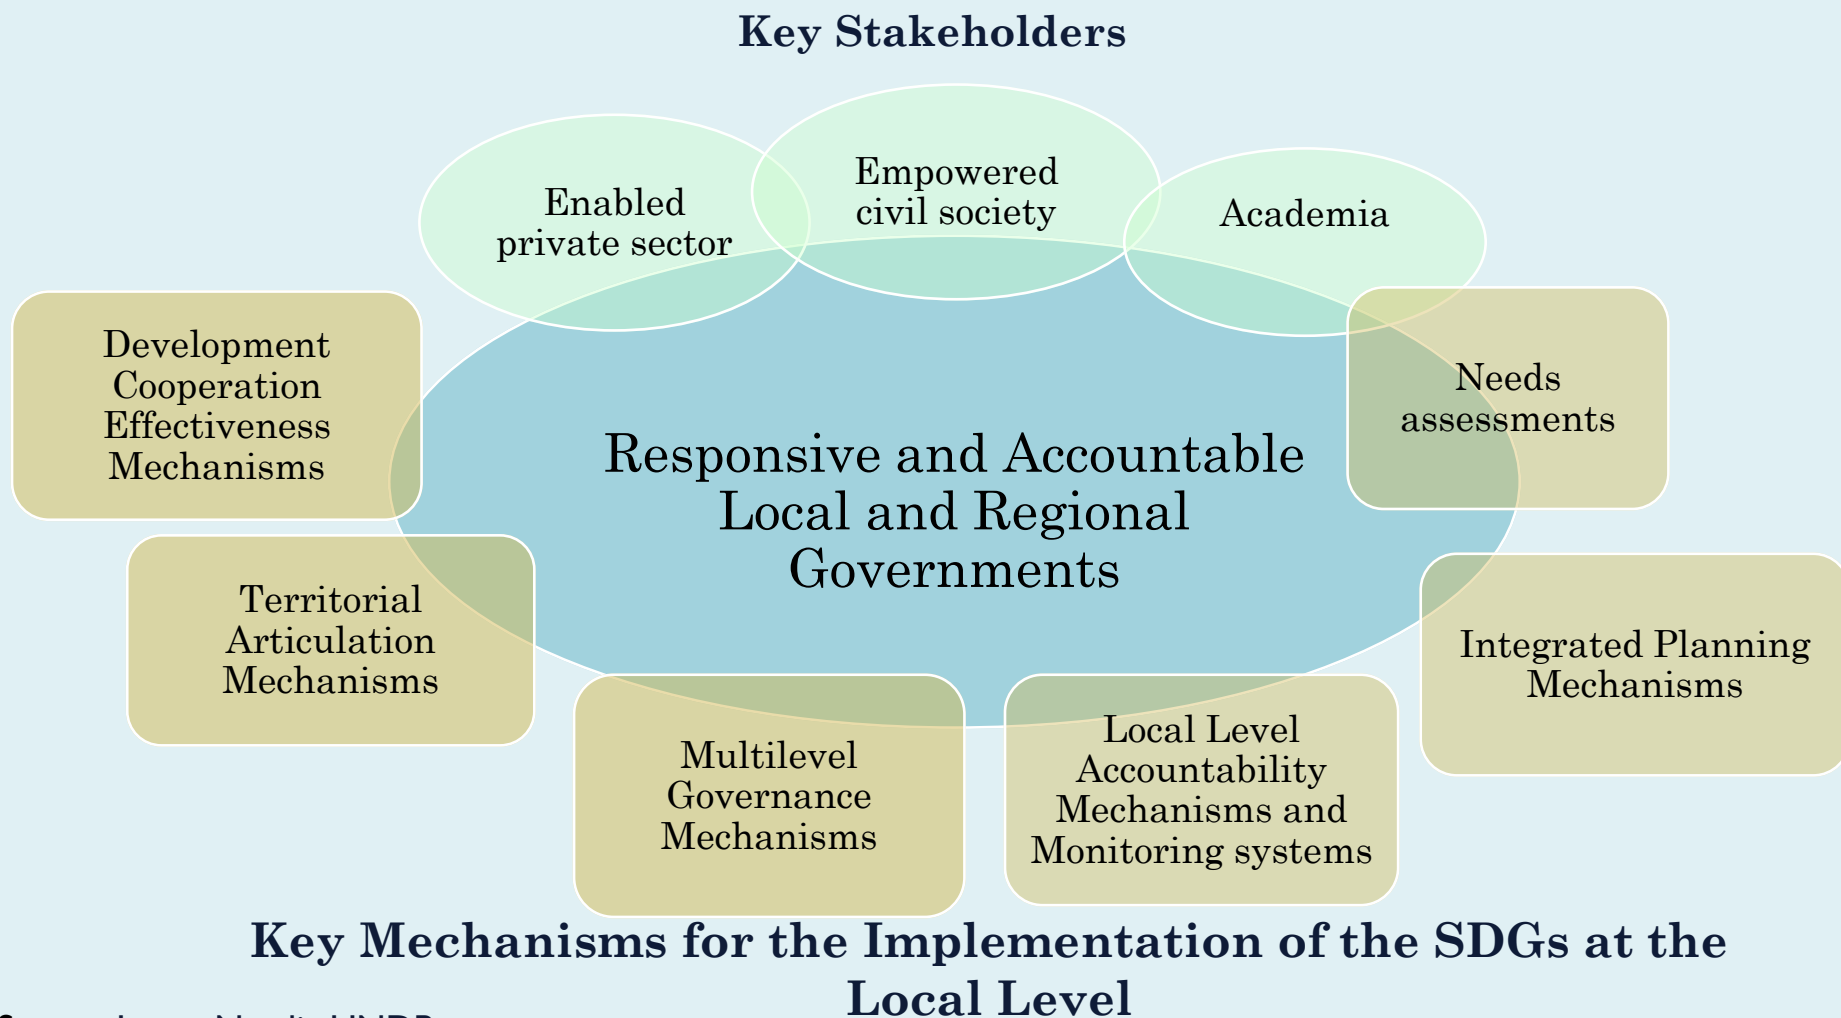 Key Stakeholders
Enabled
private sector
Empowered
civil society
Academia
Development
Cooperation
Effectiveness
Mechanisms
Needs
assessments
Responsive and Accountable
Local and Regional
Governments
Territorial
Articulation
Mechanisms
Integrated Planning
Mechanisms
Multilevel
Governance
Mechanisms
Local Level
Accountability
Mechanisms and
Monitoring systems
Key Mechanisms for the Implementation of the SDGs at the
Local Level
UNDP